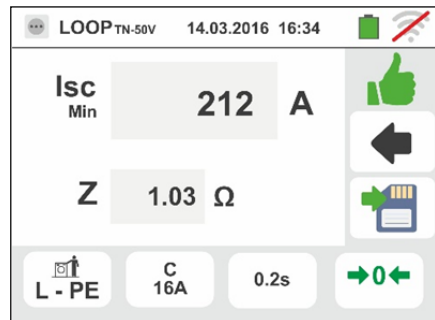 LOOP TN-50V 14.03.2016 16:34
Isc
Min
212 A
Z 1.03 Ω
L - PE
C
16A
0.2s
0